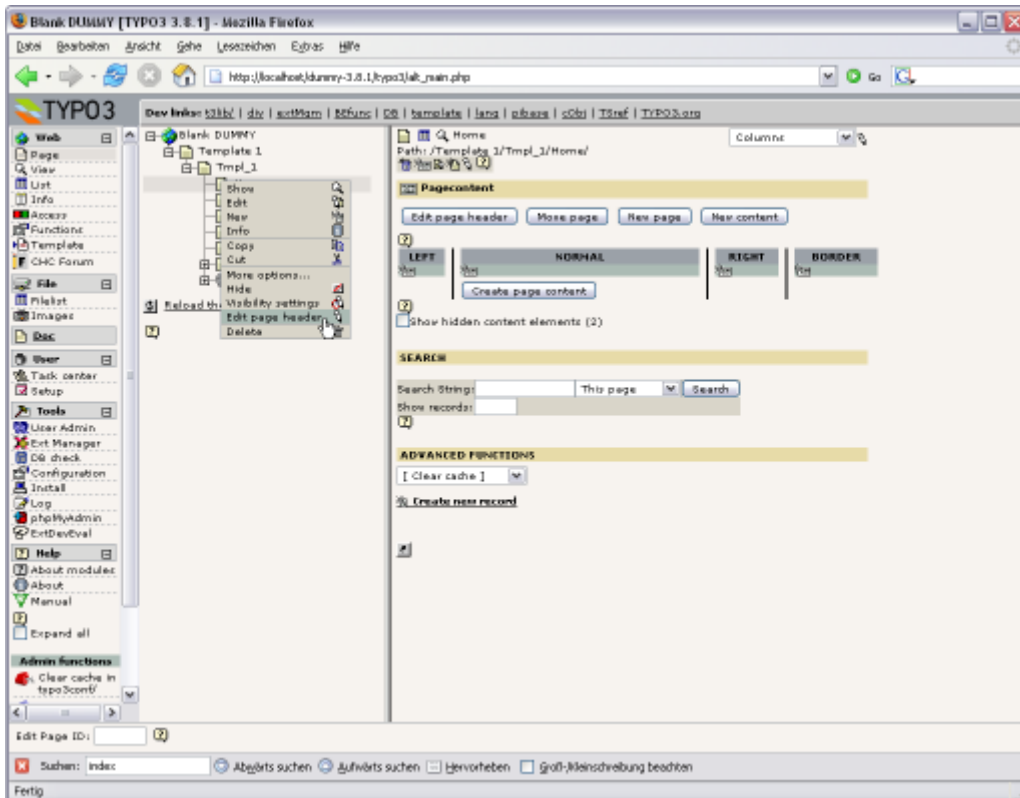 Blank DUMMY [TYPO3 3.8.1] - Mozilla Firefox
Datei Bearbeiten Ansicht Gehe Lesezeichen Extras Hilfe
http://localhost/dummy-3.8.1/typo3/alt_main.php
Go
TYPO3
Dev links: t3lib/ | div | extMgm | BEfunc | DB | template | lang | pibase | cObj | TSref | TYPO3.org
Web
Page
View
List
Info
Access
Functions
Template
CHC Forum
File
Filelist
Images
Doc
User
Task center
Setup
Tools
User Admin
Ext Manager
DB check
Configuration
Install
Log
phpMyAdmin
ExtDevEval
Help
About modules
About
Manual
Expand all
Admin functions
Clear cache in
typo3conf/
Blank DUMMY
Template 1
Tmpl_1
Reload
Show
Edit
New
Info
Copy
Cut
More options...
Hide
Visibility settings
Edit page header
Delete
Home
Columns
Path: /Template 1/Tmpl_1/Home/
Pagecontent
Edit page header Move page New page New content
LEFT NORMAL RIGHT BORDER
Create page content
Show hidden content elements (2)
SEARCH
Search String: This page Search
Show records:
ADVANCED FUNCTIONS
[ Clear cache ]
Create new record
Edit Page ID:
Suchen: index Abwärts suchen Aufwärts suchen Hervorheben Groß-/Kleinschreibung beachten
Fertig